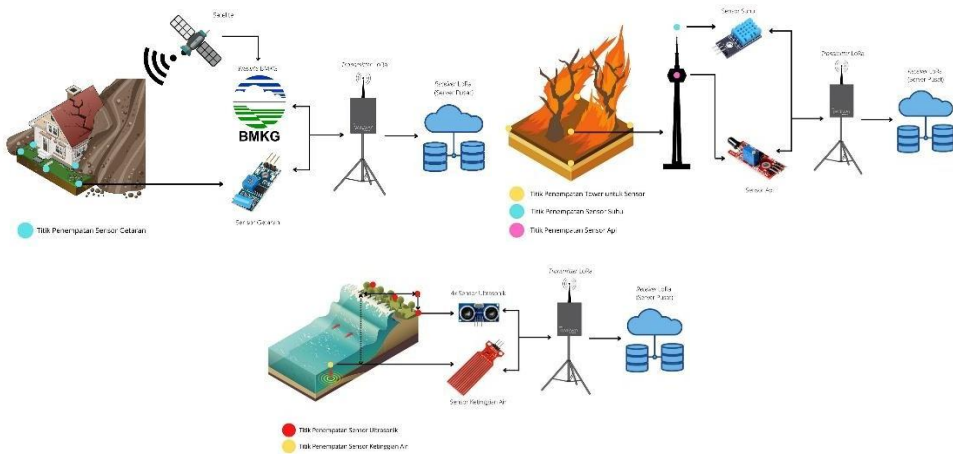 Satelite
Website BMKG
BMKG
Transmitter LoRa
Receiver LoRa
(Server Pusat)
Sensor Getaran
Titik Penempatan Sensor Getaran
Sensor Suhu
Transmitter LoRa
Receiver LoRa
(Server Pusat)
Sensor Api
Titik Penempatan Tower untuk Sensor
Titik Penempatan Sensor Suhu
Titik Penempatan Sensor Api
4x Sensor Ultrasonik
Transmitter LoRa
Receiver LoRa
(Server Pusat)
Sensor Ketinggian Air
Titik Penempatan Sensor Ultrasonik
Titik Penempatan Sensor Ketinggian Air